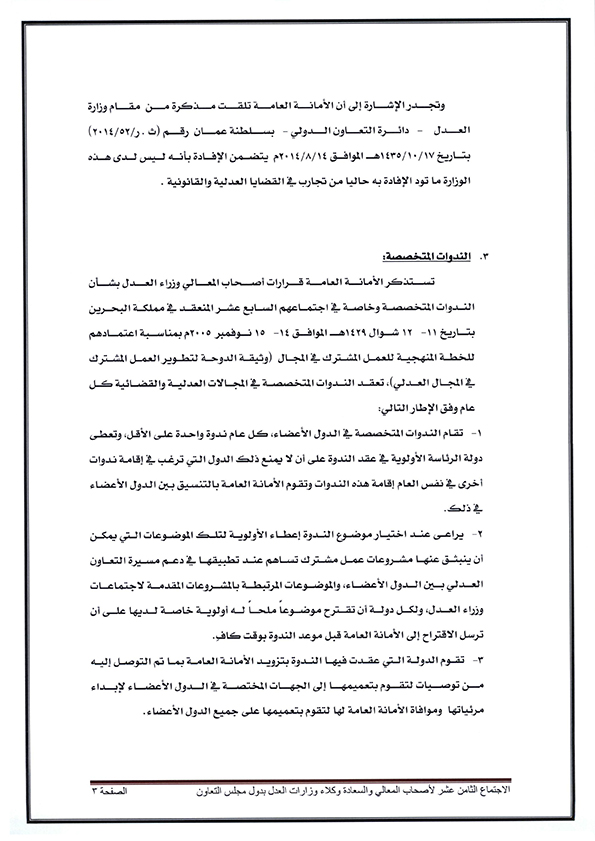 وتجدر الإشارة إلى أن الأمانة العامة تلقت مذكرة من مقام وزارة
العدل - دائرة التعاون الدولي - بسلطنة عمان رقم (ث.ر/٢٠١٤/٥٢)
بتاريخ ١٤٣٥/١٠/١٧هـ الموافق ٢٠١٤/٨/١٤م يتضمن الإفادة بأنه ليس لدى هذه
الوزارة ما تود الإفادة به حاليا من تجارب في القضايا العدلية والقانونية .
٣. الندوات المتخصصة:
تستذكر الأمانة العامة قرارات أصحاب المعالي وزراء العدل بشأن
الندوات المتخصصة وخاصة في اجتماعهم السابع عشر المنعقد في مملكة البحرين
بتاريخ ١١- ١٢ شوال ١٤٢٩هـ الموافق ١٤- ١٥ نوفمبر ٢٠٠٥م بمناسبة اعتمادهم
للخطة المنهجية للعمل المشترك في المجال (وثيقة الدوحة لتطوير العمل المشترك
في المجال العدلي)، تعقد الندوات المتخصصة في المجالات العدلية والقضائية كل
عام وفق الإطار التالي:
١- تقام الندوات المتخصصة في الدول الأعضاء، كل عام ندوة واحدة على الأقل، وتعطى
دولة الرئاسة الأولوية في عقد الندوة على أن لا يمنع ذلك الدول التي ترغب في إقامة ندوات
أخرى في نفس العام إقامة هذه الندوات وتقوم الأمانة العامة بالتنسيق بين الدول الأعضاء
في ذلك.
٢- يراعى عند اختيار موضوع الندوة إعطاء الأولوية لتلك الموضوعات التي يمكن
أن ينبثق عنها مشروعات عمل مشترك تساهم عند تطبيقها في دعم مسيرة التعاون
العدلي بين الدول الأعضاء، والموضوعات المرتبطة بالمشروعات المقدمة لاجتماعات
وزراء العدل، ولكل دولة أن تقترح موضوعاً ملحاً له أولوية خاصة لديها على أن
ترسل الاقتراح إلى الأمانة العامة قبل موعد الندوة بوقت كافٍ.
٣- تقوم الدولة التي عقدت فيها الندوة بتزويد الأمانة العامة بما تم التوصل إليه
من توصيات لتقوم بتعميمها إلى الجهات المختصة في الدول الأعضاء لإبداء
مرئياتها وموافاة الأمانة العامة لها لتقوم بتعميمها على جميع الدول الأعضاء.
الاجتماع الثامن عشر لأصحاب المعالي والسعادة وكلاء وزارات العدل بدول مجلس التعاون الصفحة ٣